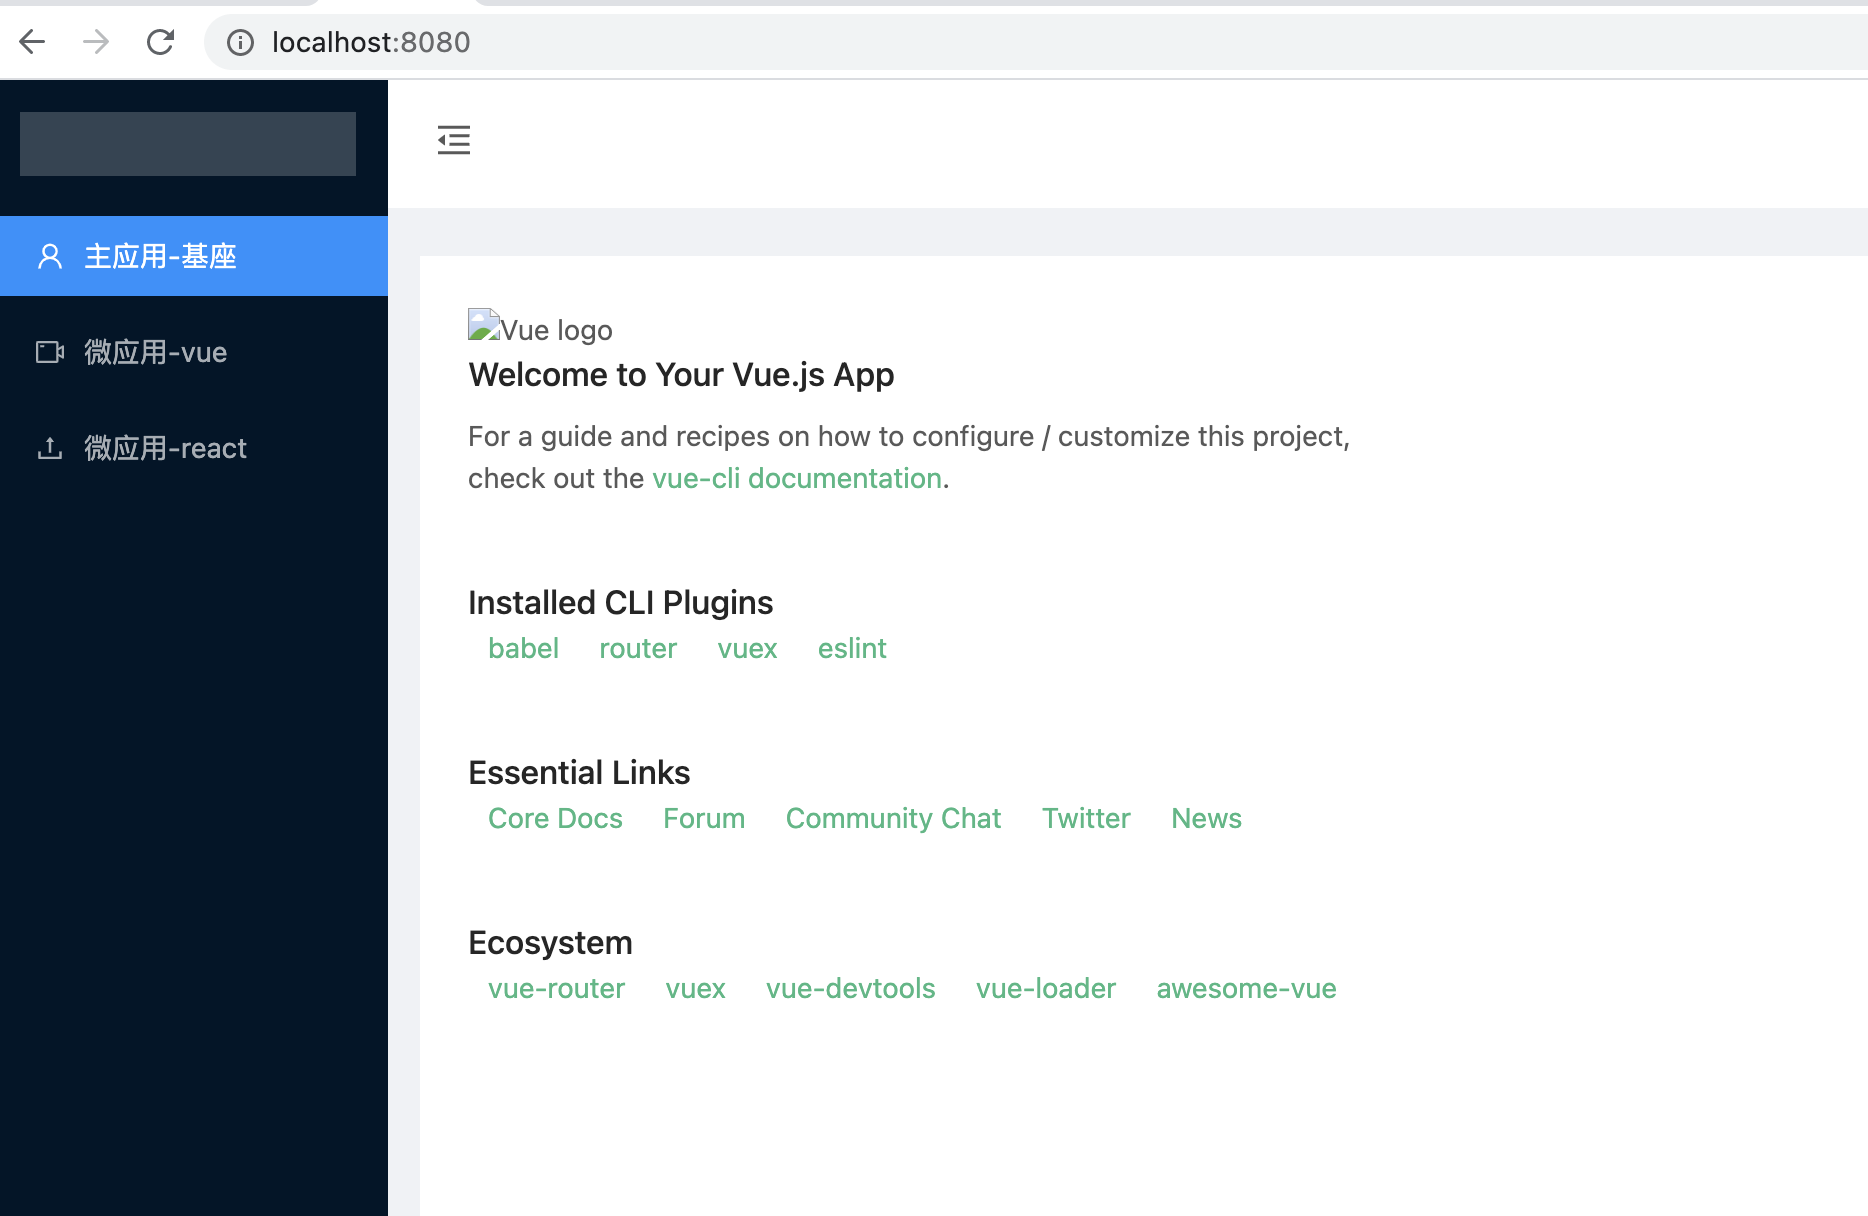 localhost:8080
主应用-基座
微应用-vue
微应用-react
Vue logo
Welcome to Your Vue.js App
For a guide and recipes on how to configure / customize this project,
check out the vue-cli documentation.
Installed CLI Plugins
babel router vuex eslint
Essential Links
Core Docs Forum Community Chat Twitter News
Ecosystem
vue-router vuex vue-devtools vue-loader awesome-vue